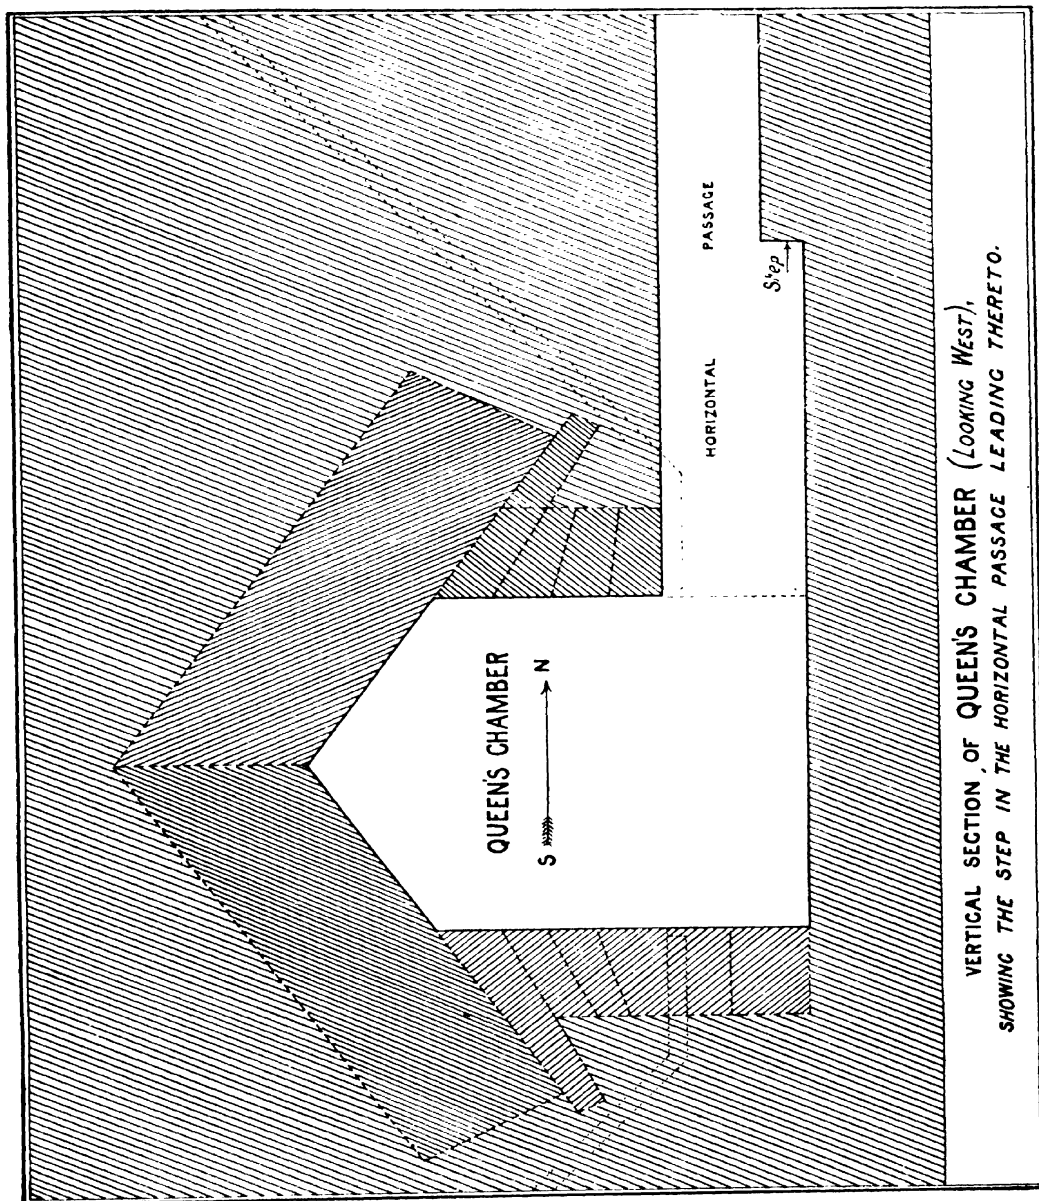 QUEEN'S CHAMBER
S N
HORIZONTAL PASSAGE
Step
VERTICAL SECTION OF QUEEN'S CHAMBER (LOOKING WEST),
SHOWING THE STEP IN THE HORIZONTAL PASSAGE LEADING THERETO.